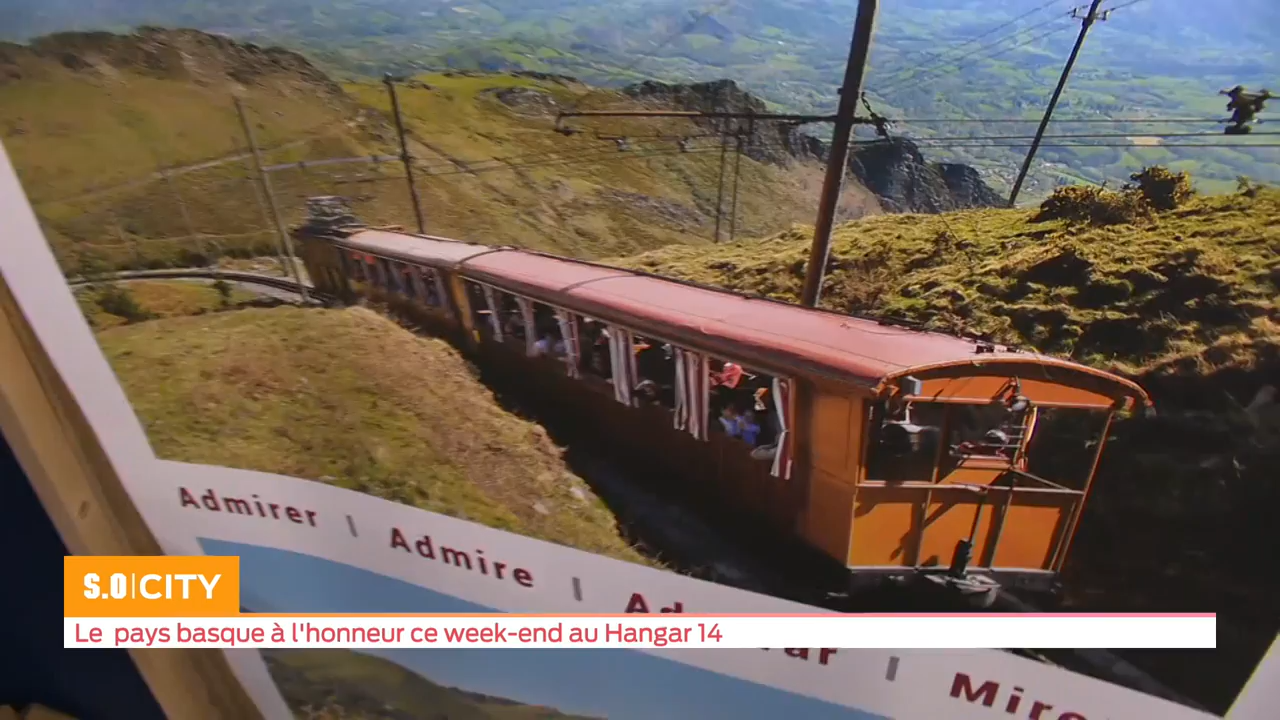 Admirer | Admire |
S.O|CITY
Le pays basque à l'honneur ce week-end au Hangar 14